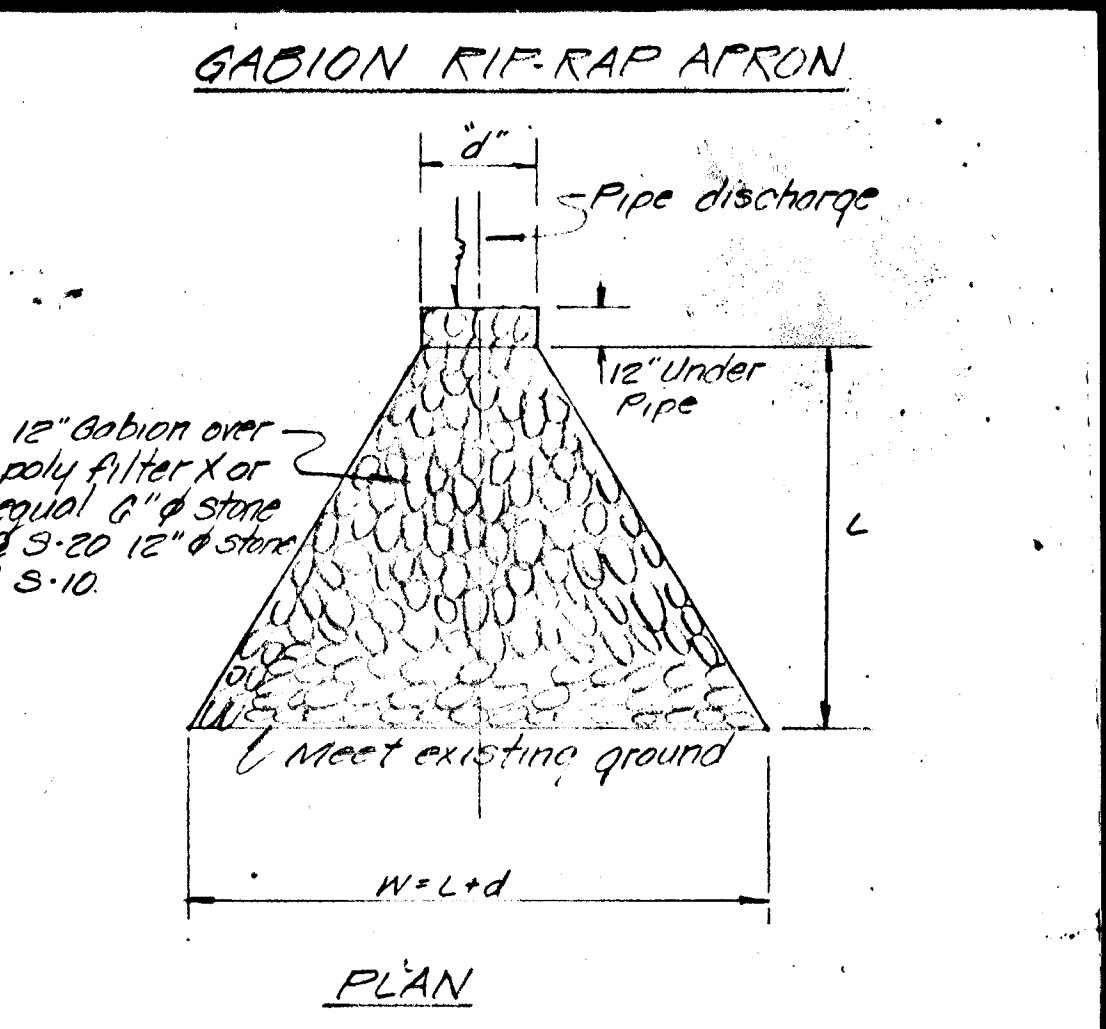 GABION RIP-RAP APRON
"d"
Pipe discharge
12" Under
Pipe
12" Gabion over
poly filter X or
equal 6" ϕ stone
@ S-20 12" ϕ stone
S-10.
L
Meet existing ground
W = L + d
PLAN